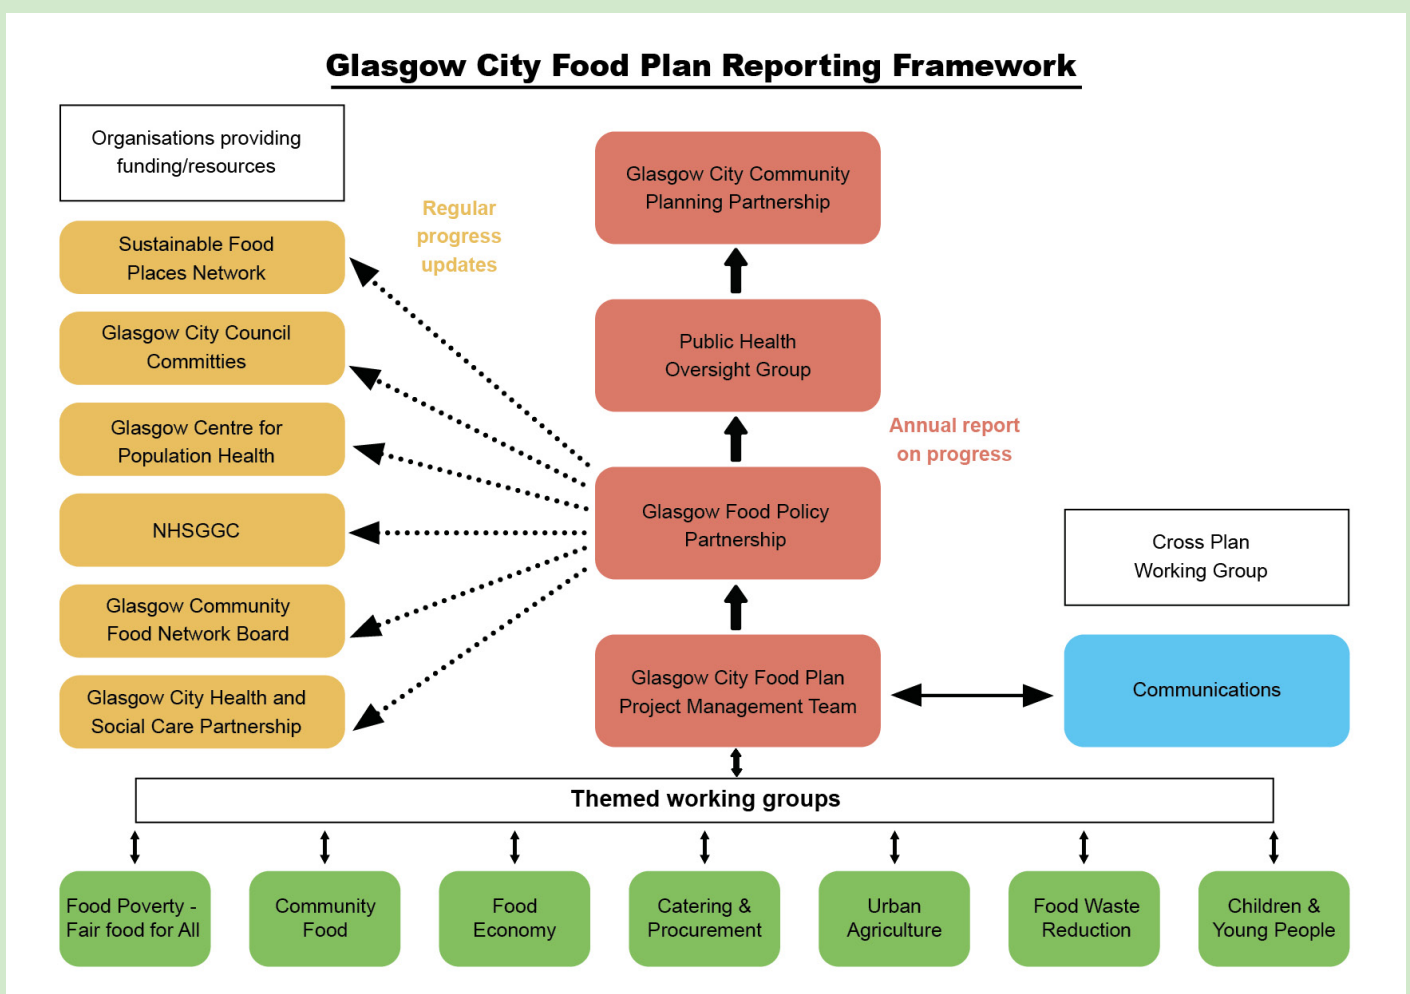 Glasgow City Food Plan Reporting Framework
Organisations providing
funding/resources
Sustainable Food
Places Network
Glasgow City Council
Committies
Glasgow Centre for
Population Health
NHSGGC
Glasgow Community
Food Network Board
Glasgow City Health and
Social Care Partnership
Regular
progress
updates
Glasgow City Community
Planning Partnership
Public Health
Oversight Group
Annual report
on progress
Glasgow Food Policy
Partnership
Glasgow City Food Plan
Project Management Team
Cross Plan
Working Group
Communications
Themed working groups
Food Poverty -
Fair food for All
Community
Food
Food
Economy
Catering &
Procurement
Urban
Agriculture
Food Waste
Reduction
Children &
Young People